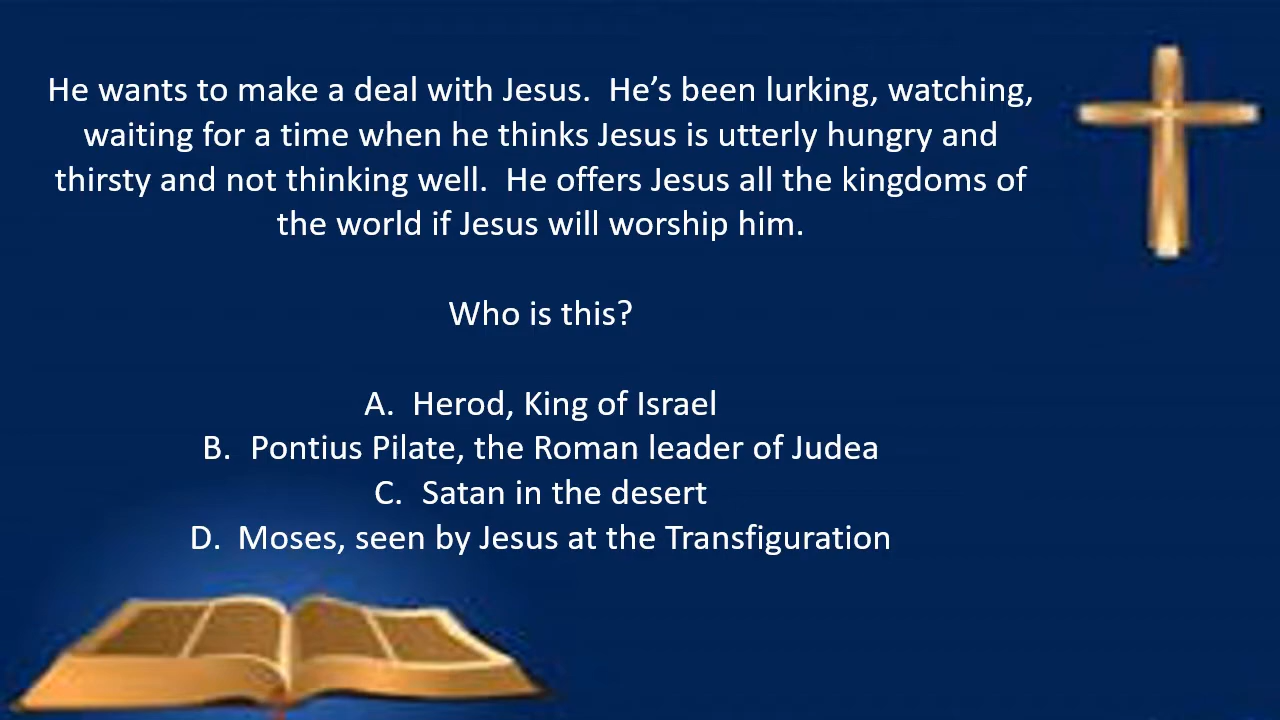 He wants to make a deal with Jesus.  He’s been lurking, watching,
waiting for a time when he thinks Jesus is utterly hungry and
thirsty and not thinking well.  He offers Jesus all the kingdoms of
the world if Jesus will worship him.
Who is this?
A.  Herod, King of Israel
B.  Pontius Pilate, the Roman leader of Judea
C.  Satan in the desert
D.  Moses, seen by Jesus at the Transfiguration